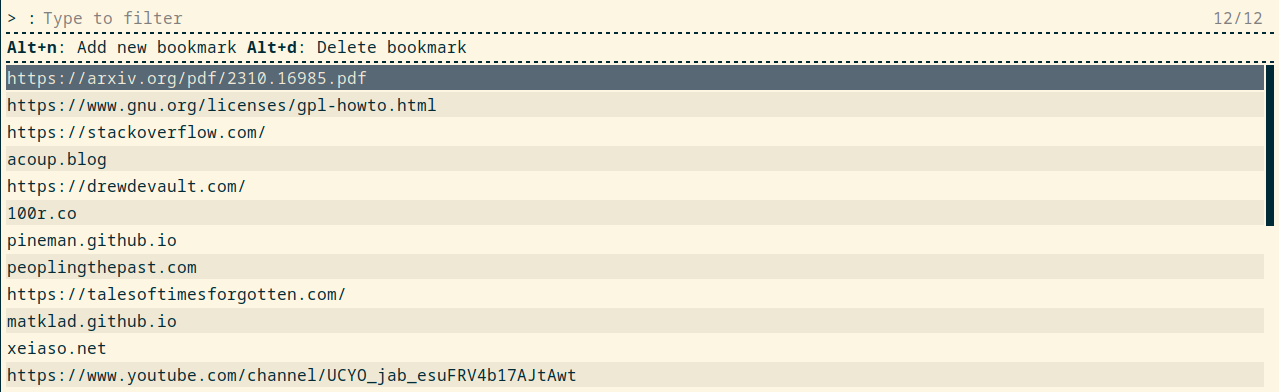 > : Type to filter 12/12
Alt+n: Add new bookmark Alt+d: Delete bookmark
https://arxiv.org/pdf/2310.16985.pdf
https://www.gnu.org/licenses/gpl-howto.html
https://stackoverflow.com/
acoup.blog
https://drewdevault.com/
100r.co
pineman.github.io
peoplingthepast.com
https://talesoftimesforgotten.com/
matklad.github.io
xeiaso.net
https://www.youtube.com/channel/UCYO_jab_esuFRV4b17AJtAwt